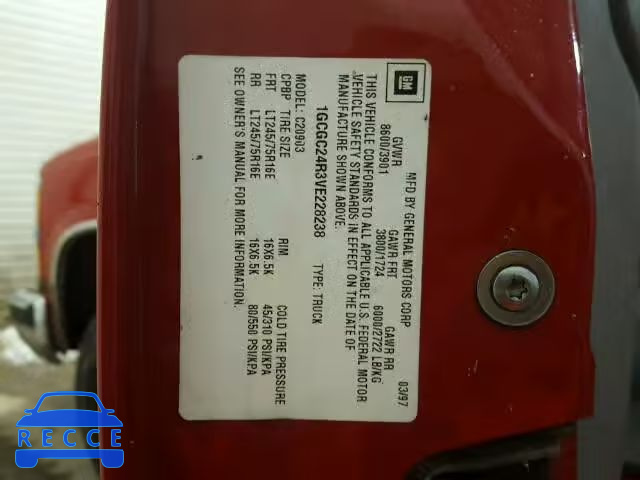 GM
MFD BY GENERAL MOTORS CORP 03/97
GVWR GAWR FRT GAWR RR
8600/3901 3800/1724 6000/2722 LB/KG
THIS VEHICLE CONFORMS TO ALL APPLICABLE U.S. FEDERAL MOTOR
VEHICLE SAFETY STANDARDS IN EFFECT ON THE DATE OF
MANUFACTURE SHOWN ABOVE.
1GCGC24R3VE228238 TYPE: TRUCK
MODEL: C20903
CPBP TIRE SIZE RIM COLD TIRE PRESSURE
FRT LT245/75R16E 16X6.5K 45/310 PSI/KPA
RR LT245/75R16E 16X6.5K 80/550 PSI/KPA
SEE OWNER'S MANUAL FOR MORE INFORMATION.
RECCE